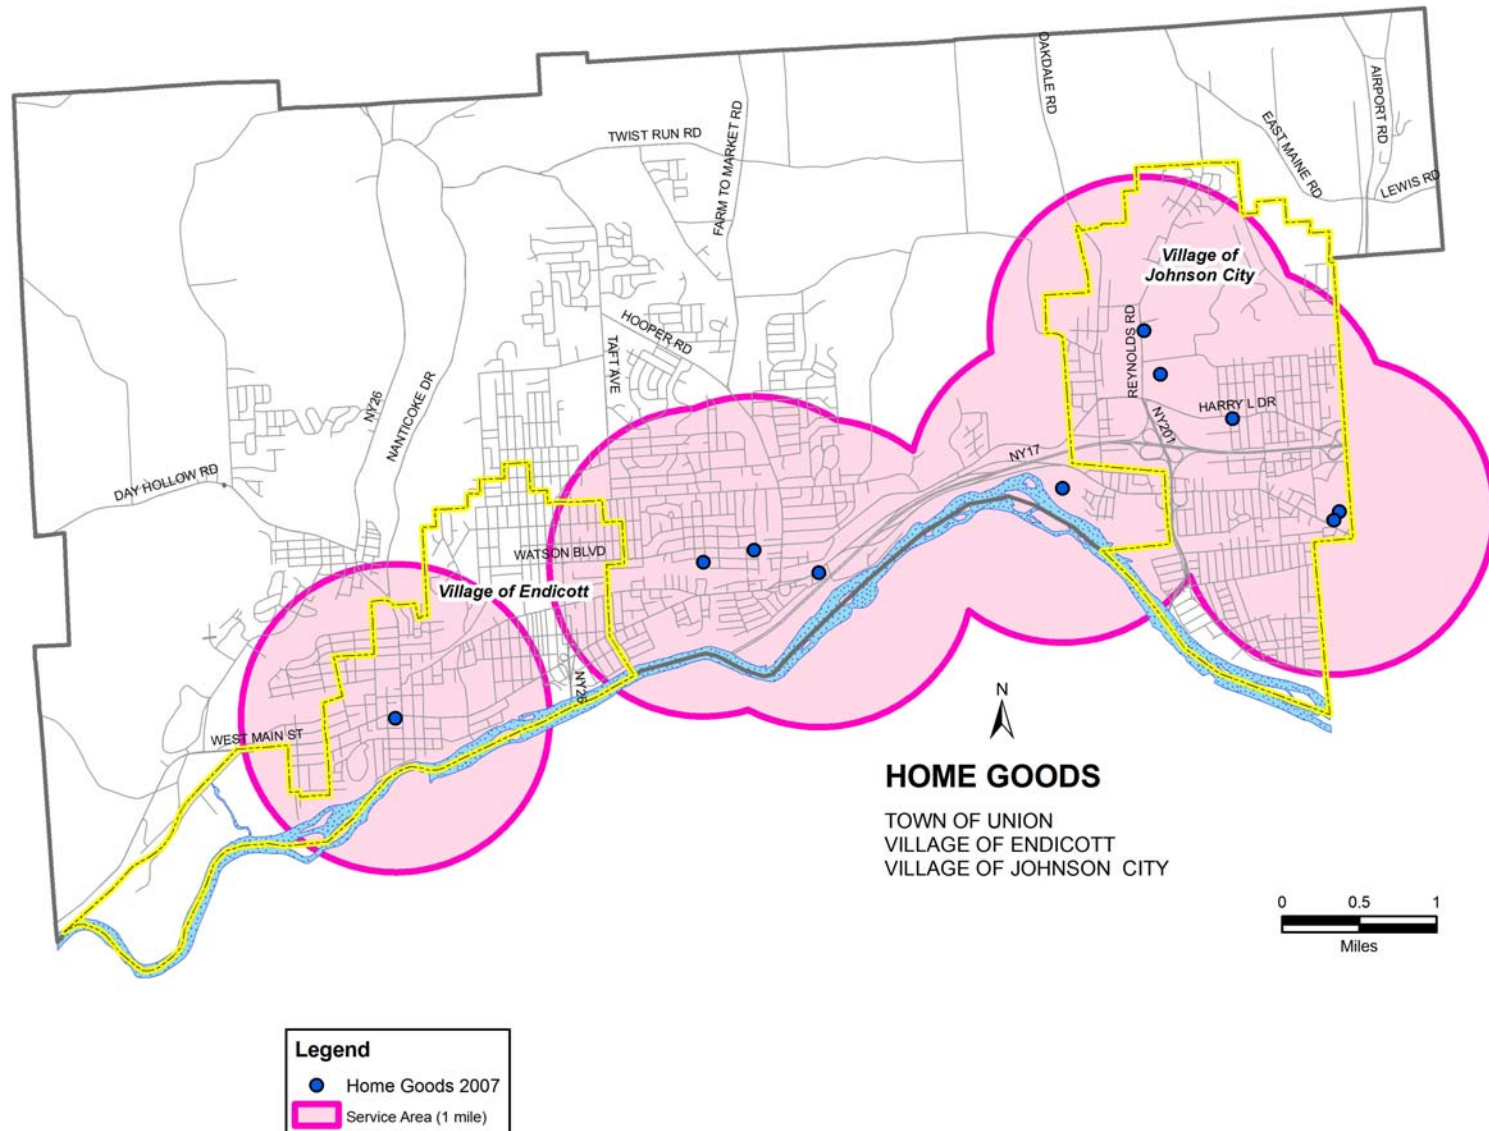 OAKDALE RD
AIRPORT RD
EAST MAINE RD
LEWIS RD
TWIST RUN RD
FARM TO MARKET RD
Village of
Johnson City
HOOPER RD
TAFT AVE
REYNOLDS RD
NY26
NANTICOKE DR
HARRY L DR
NY201
NY17
DAY HOLLOW RD
WATSON BLVD
Village of Endicott
NY26
WEST MAIN ST
N
HOME GOODS
TOWN OF UNION
VILLAGE OF ENDICOTT
VILLAGE OF JOHNSON CITY
0 0.5 1
Miles
Legend
Home Goods 2007
Service Area (1 mile)